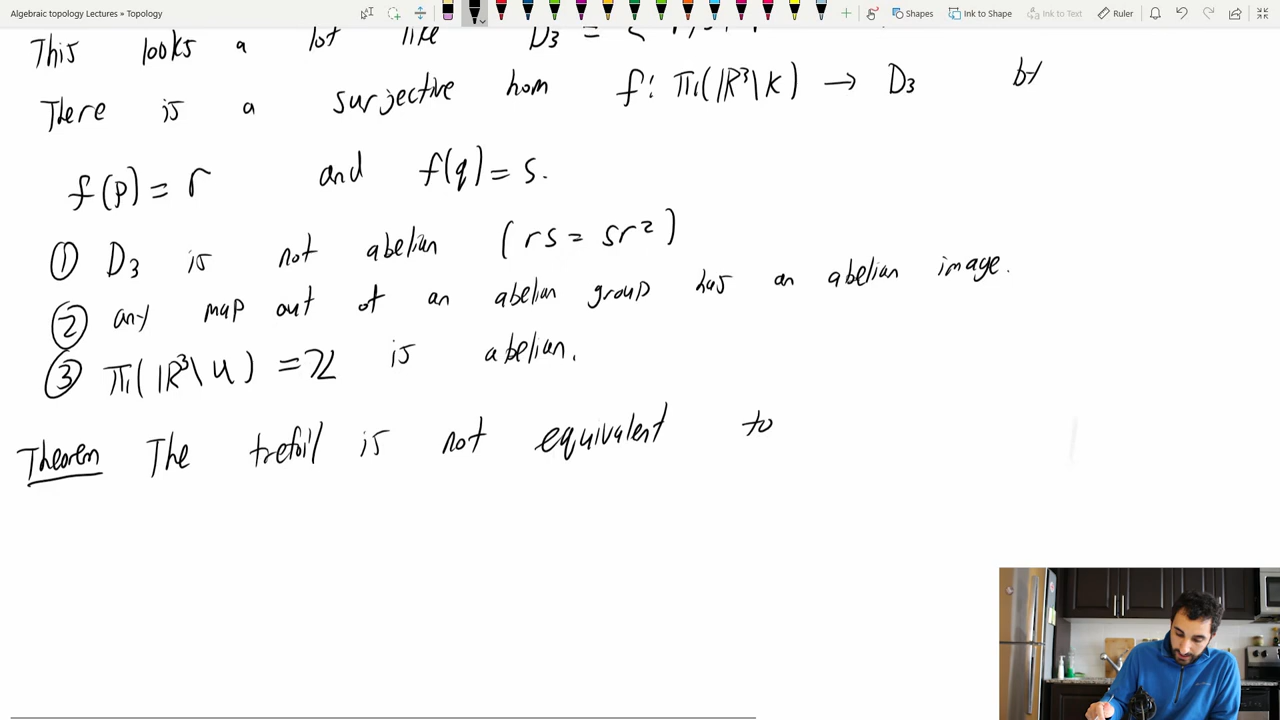 Algebraic topology Lectures » Topology
Shapes Ink to Shape Ink to Text Ruler
This looks a lot like D3 =
There is a surjective hom f: π1(ℝ³\K) → D3 by
f(p) = r and f(q) = s.
① D3 is not abelian (rs = sr²)
② any map out of an abelian group has an abelian image.
③ π1(ℝ³\U) = ℤ is abelian.
Theorem The trefoil is not equivalent to